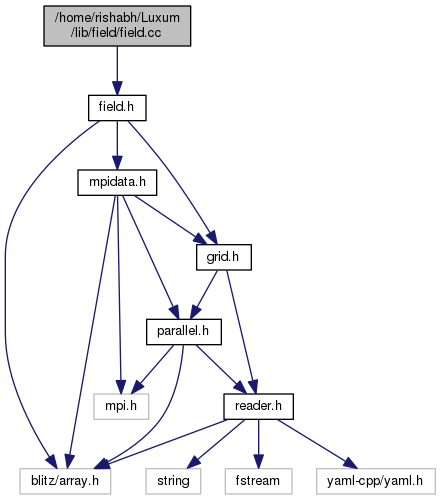 /home/rishabh/Luxum
/lib/field/field.cc
field.h
mpidata.h
grid.h
parallel.h
mpi.h
reader.h
blitz/array.h
string
fstream
yaml-cpp/yaml.h